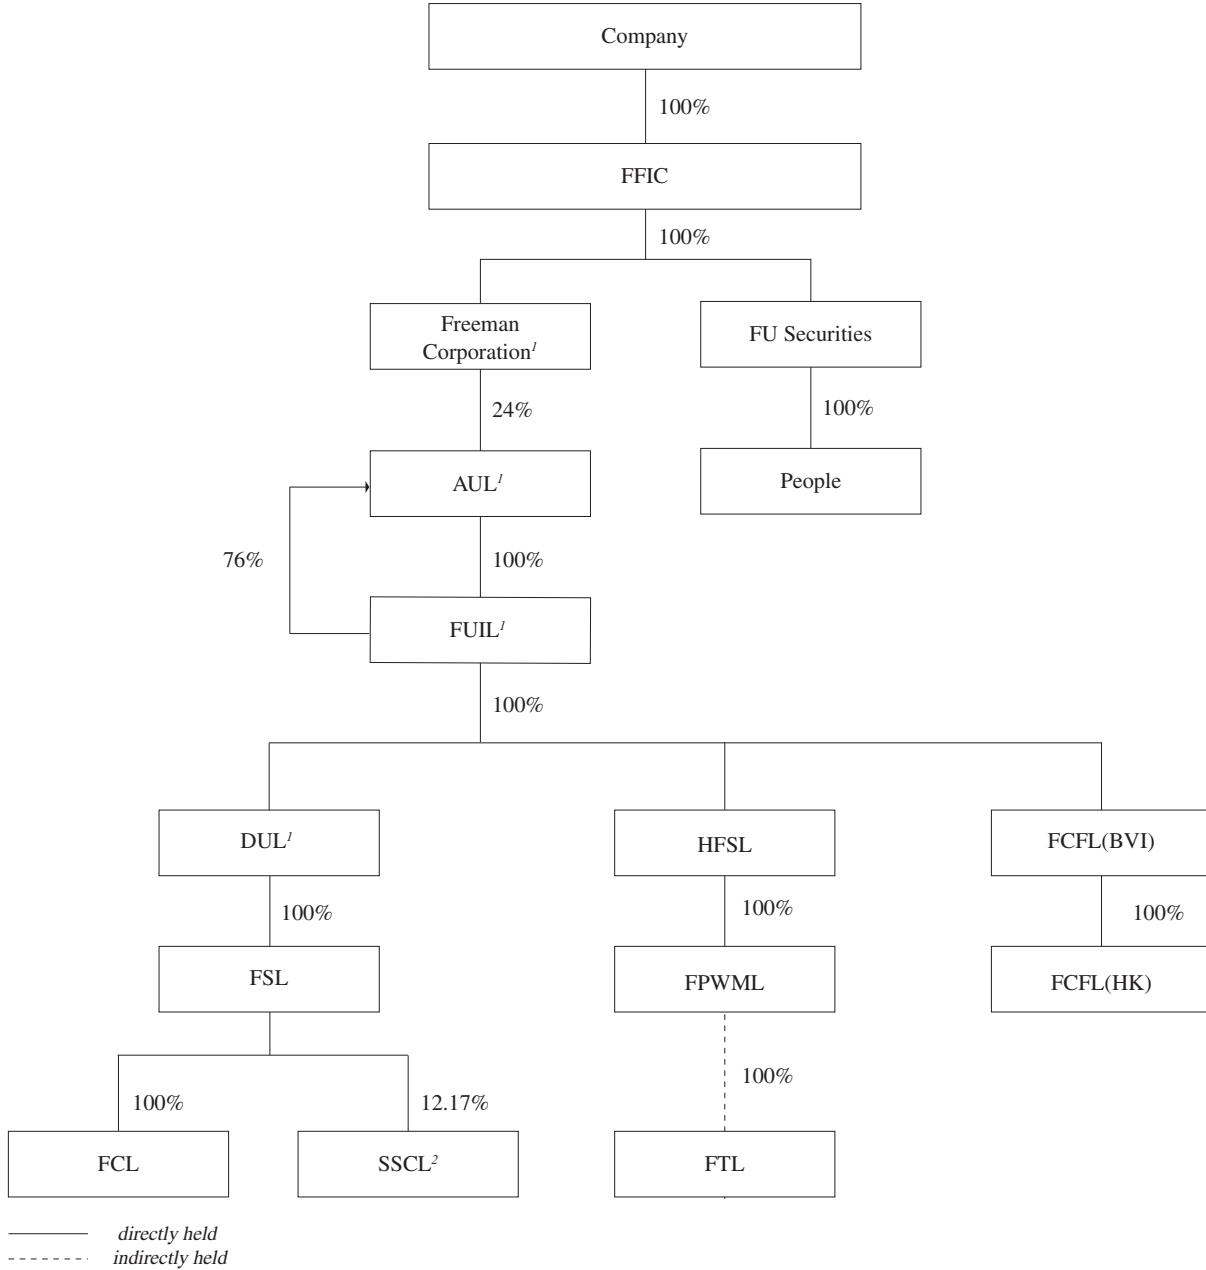 Company
100%
FFIC
100%
Freeman
Corporation1
FU Securities
24%
100%
AUL1
People
76%
100%
FUIL1
100%
DUL1
HFSL
FCFL(BVI)
100%
100%
100%
FSL
FPWML
FCFL(HK)
100%
100%
12.17%
FCL
SSCL2
FTL
directly held
indirectly held